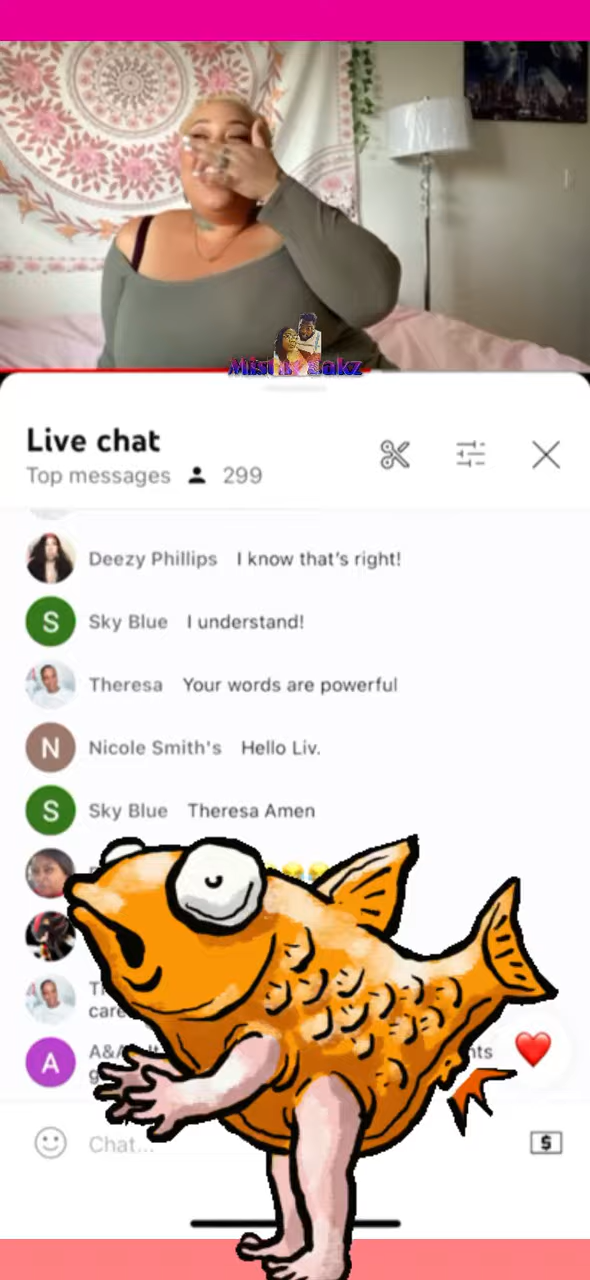 Live chat
Top messages 299
Deezy Phillips I know that's right!
Sky Blue I understand!
Theresa Your words are powerful
Nicole Smith's Hello Liv.
Sky Blue Theresa Amen
care
A&A
Chat...
$